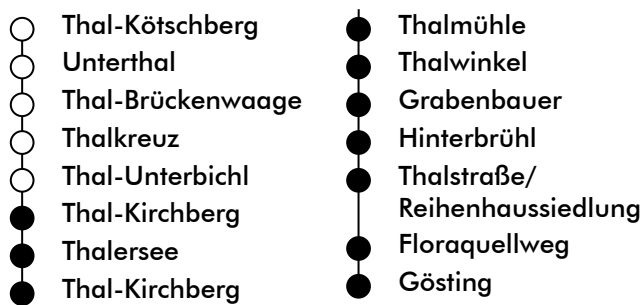 Thal-Kötschberg
Unterthal
Thal-Brückenwaage
Thalkreuz
Thal-Unterbichl
Thal-Kirchberg
Thalersee
Thal-Kirchberg
Thalmühle
Thalwinkel
Grabenbauer
Hinterbrühl
Thalstraße/
Reihenhaussiedlung
Floraquellweg
Gösting